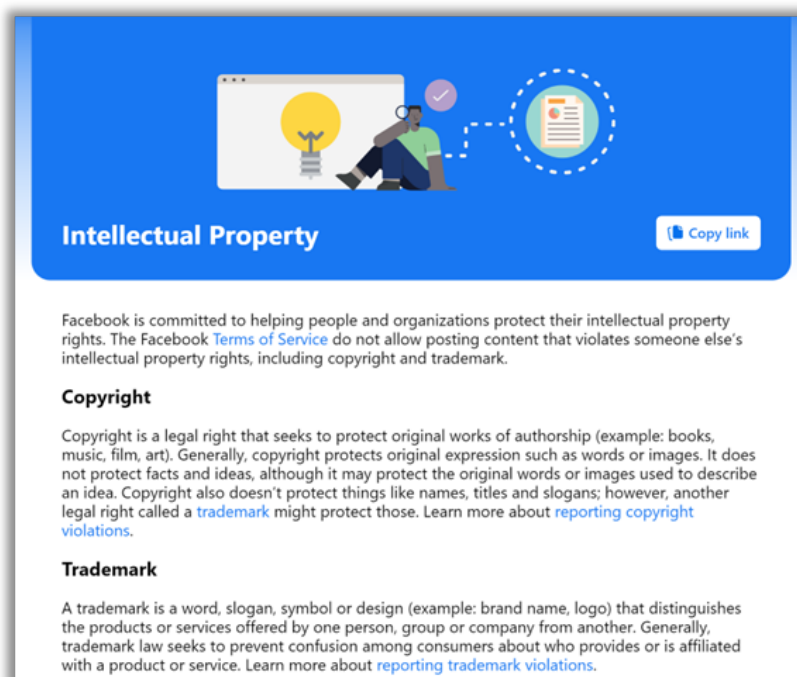 Intellectual Property
Copy link
Facebook is committed to helping people and organizations protect their intellectual property
rights. The Facebook Terms of Service do not allow posting content that violates someone else’s
intellectual property rights, including copyright and trademark.
Copyright
Copyright is a legal right that seeks to protect original works of authorship (example: books,
music, film, art). Generally, copyright protects original expression such as words or images. It does
not protect facts and ideas, although it may protect the original words or images used to describe
an idea. Copyright also doesn’t protect things like names, titles and slogans; however, another
legal right called a trademark might protect those. Learn more about reporting copyright
violations.
Trademark
A trademark is a word, slogan, symbol or design (example: brand name, logo) that distinguishes
the products or services offered by one person, group or company from another. Generally,
trademark law seeks to prevent confusion among consumers about who provides or is affiliated
with a product or service. Learn more about reporting trademark violations.